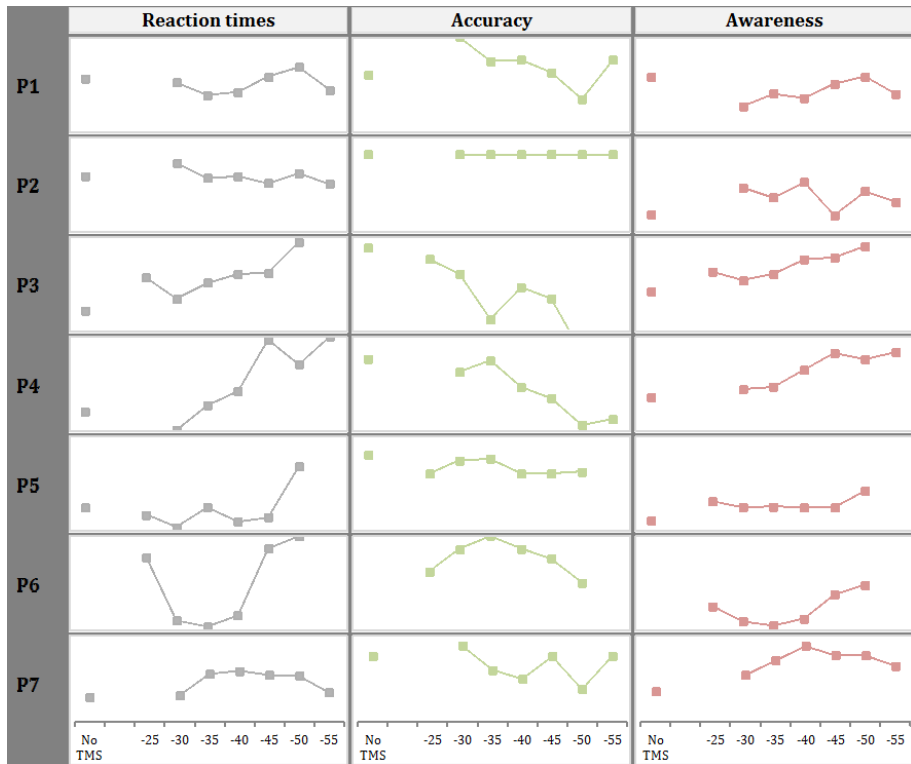 Reaction times Accuracy Awareness
P1
P2
P3
P4
P5
P6
P7
No -25 -30 -35 -40 -45 -50 -55 No -25 -30 -35 -40 -45 -50 -55 No -25 -30 -35 -40 -45 -50 -55
TMS TMS TMS